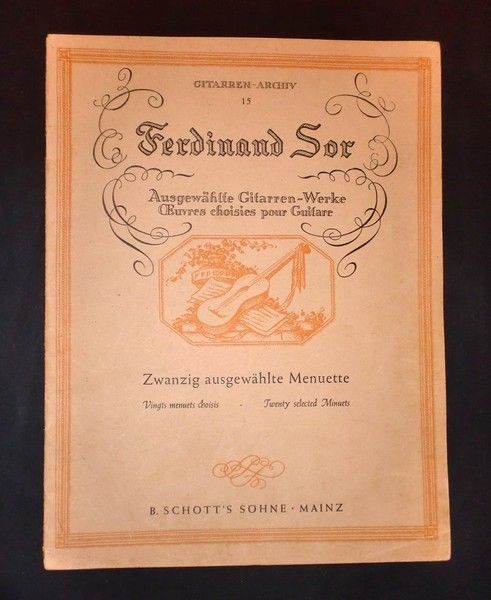 GITARREN-ARCHIV
15
Ferdinand Sor
Ausgewählte Gitarren-Werke
Œuvres choisies pour Guitare
Zwanzig ausgewählte Menuette
Vingts menuets choisis - Twenty selected Minuets
B. SCHOTT'S SÖHNE · MAINZ